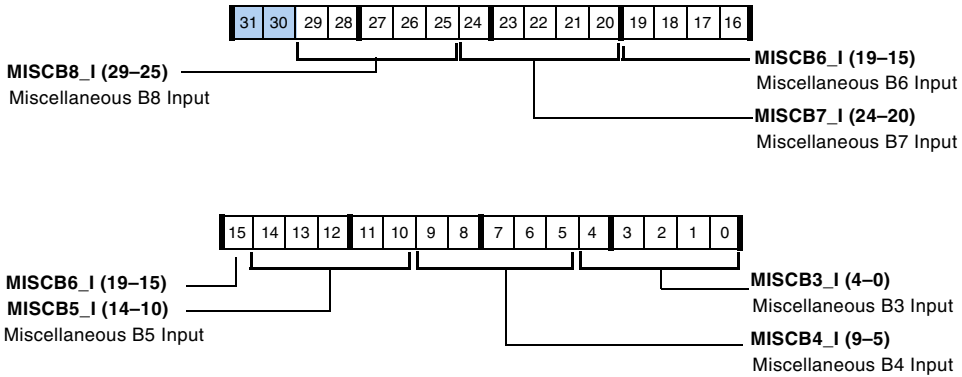 31 30 29 28 27 26 25 24 23 22 21 20 19 18 17 16
MISCB8_I (29–25)
Miscellaneous B8 Input
MISCB6_I (19–15)
Miscellaneous B6 Input
MISCB7_I (24–20)
Miscellaneous B7 Input
15 14 13 12 11 10 9 8 7 6 5 4 3 2 1 0
MISCB6_I (19–15)
MISCB5_I (14–10)
Miscellaneous B5 Input
MISCB3_I (4–0)
Miscellaneous B3 Input
MISCB4_I (9–5)
Miscellaneous B4 Input